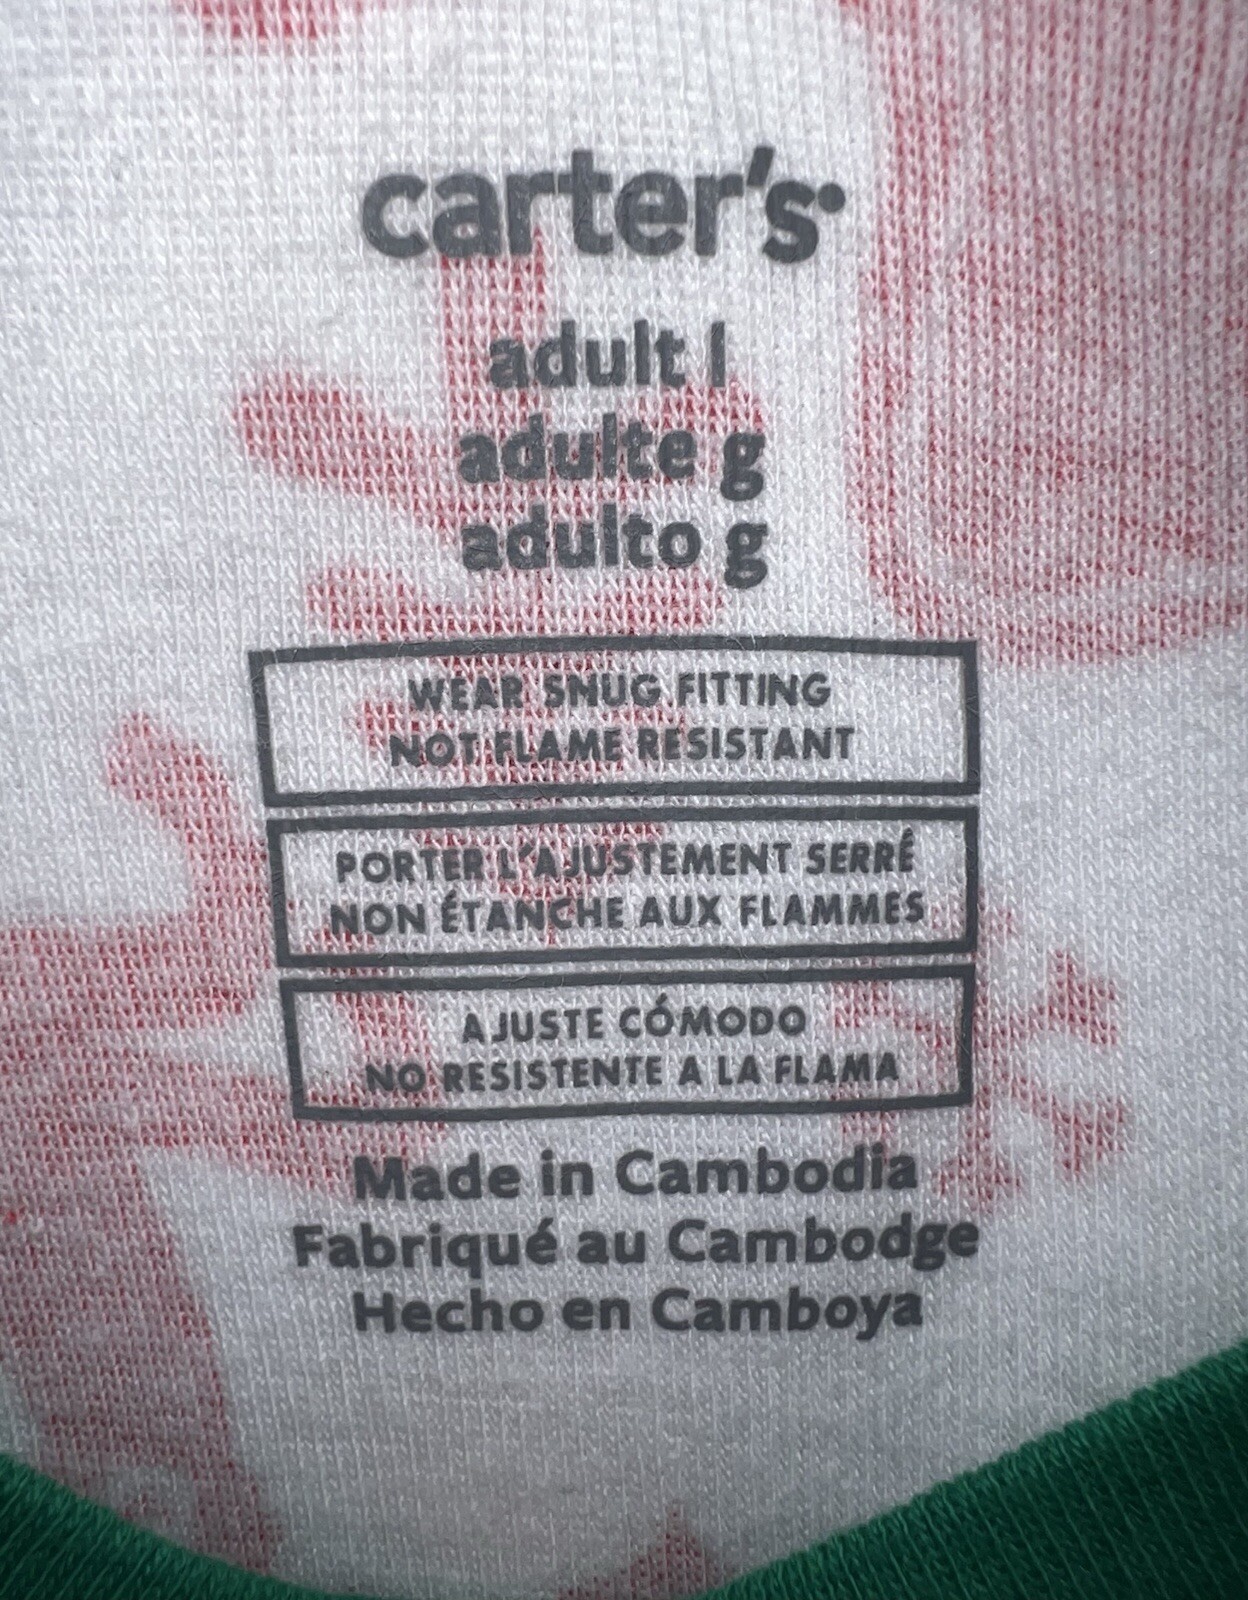 carter's
adult l
adulte g
adulto g
WEAR SNUG FITTING
NOT FLAME RESISTANT
PORTER L'AJUSTEMENT SERRÉ
NON ÉTANCHE AUX FLAMMES
AJUSTE CÓMODO
NO RESISTENTE A LA FLAMA
Made in Cambodia
Fabriqué au Cambodge
Hecho en Camboya